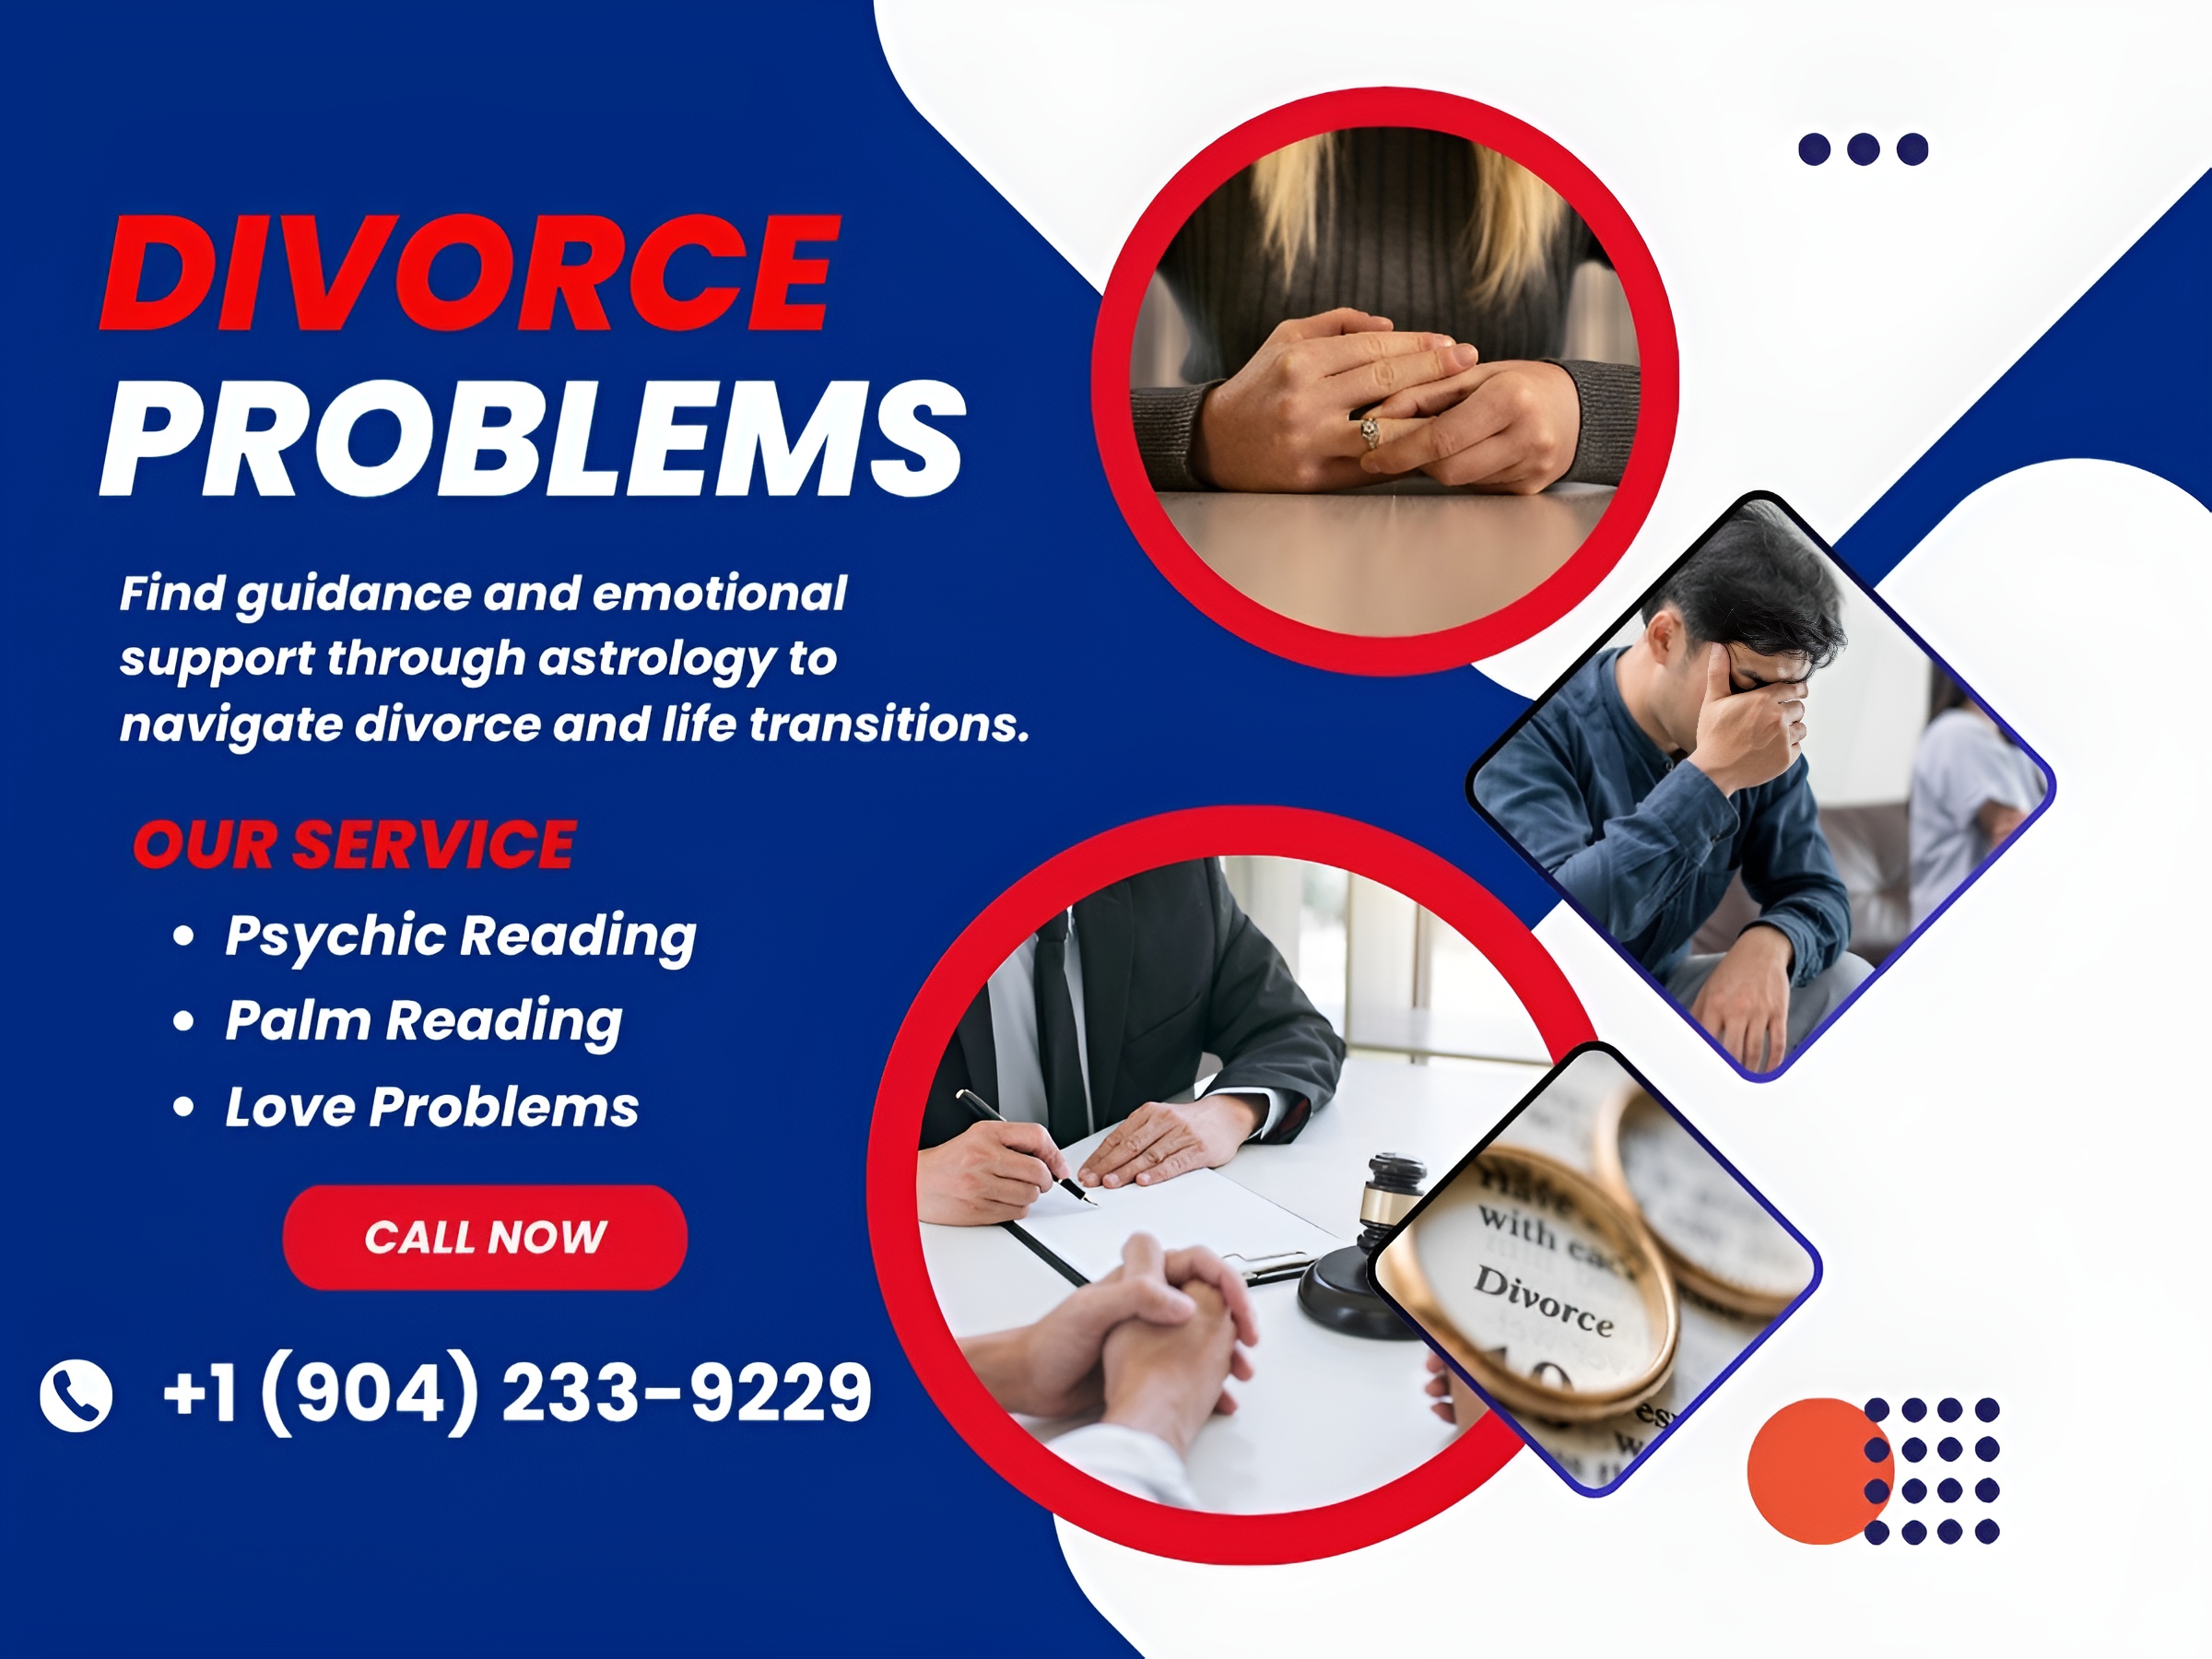 DIVORCE
PROBLEMS
Find guidance and emotional
support through astrology to
navigate divorce and life transitions.
OUR SERVICE
• Psychic Reading
• Palm Reading
• Love Problems
CALL NOW
+1 (904) 233-9229
with
Divorce